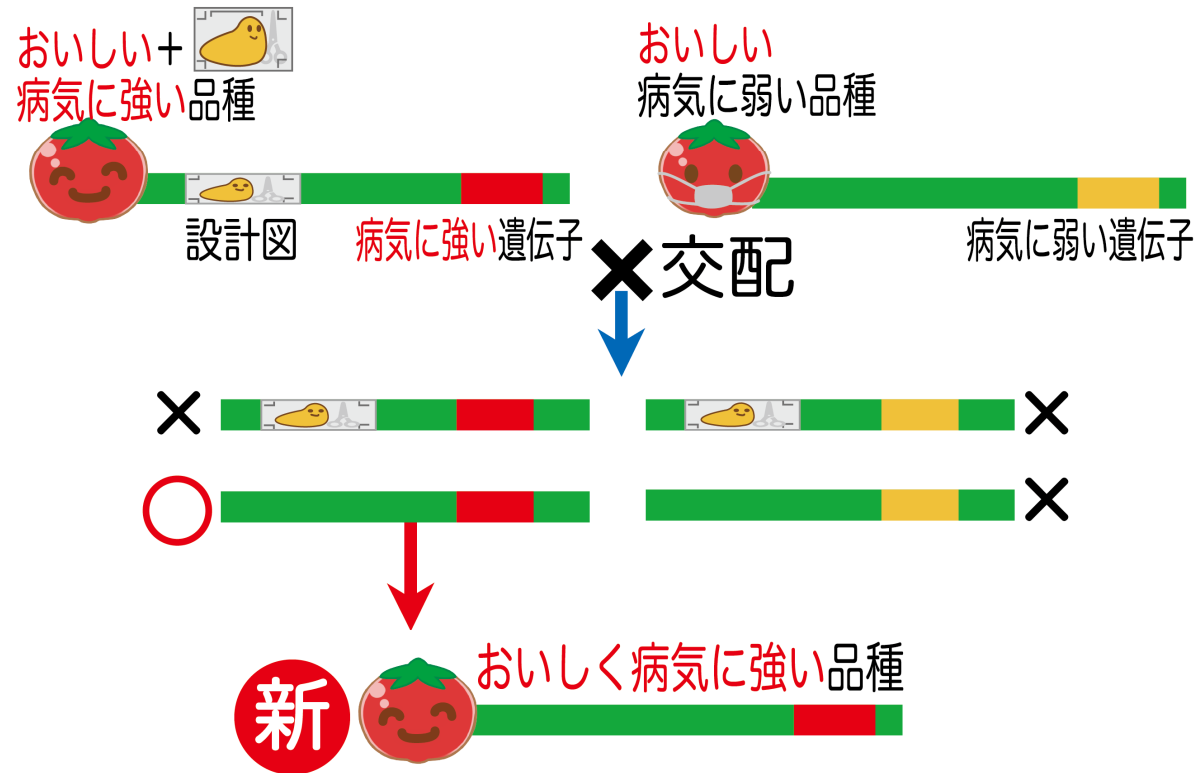 おいしい+
病気に強い品種
おいしい
病気に弱い品種
設計図
病気に強い遺伝子
病気に弱い遺伝子
×交配
×
×
○
×
新
おいしく病気に強い品種